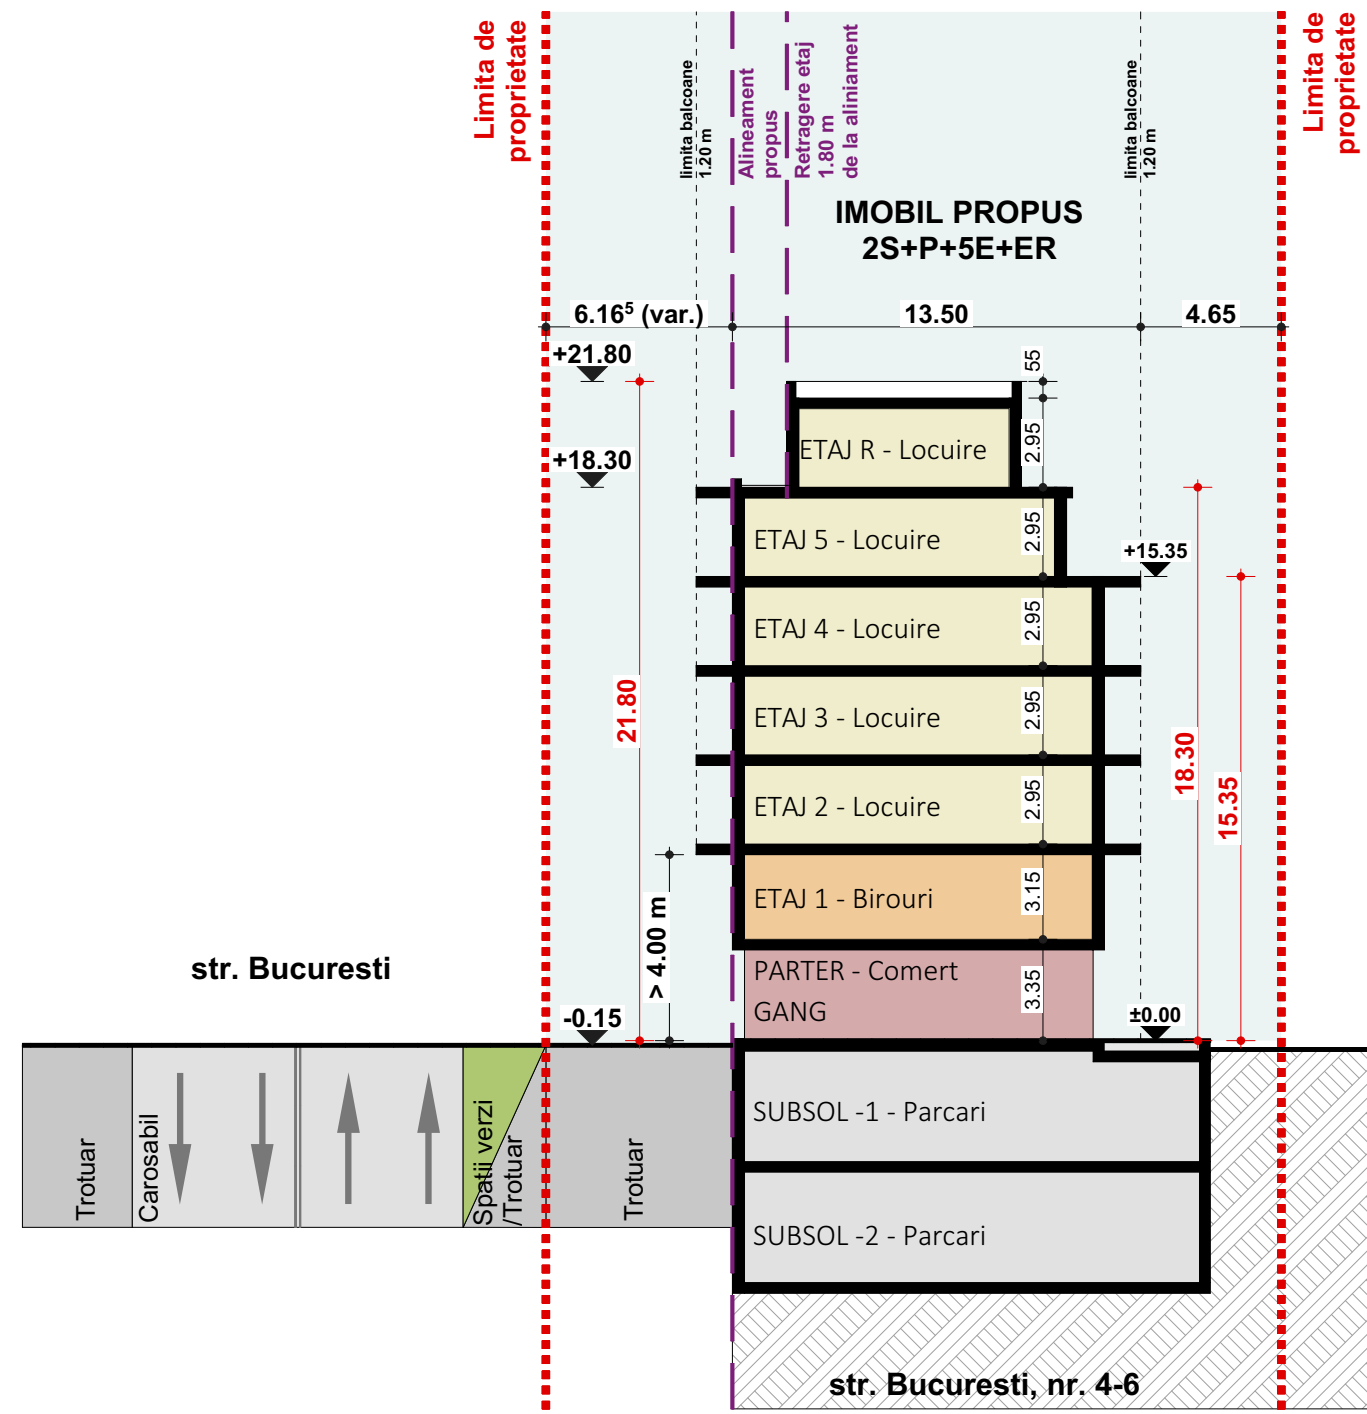 Limita de
proprietate
limita balcoane
1.20 m
Alineament
propus
Retragere etaj
1.80 m
de la aliniament
limita balcoane
1.20 m
Limita de
proprietate
IMOBIL PROPUS
2S+P+5E+ER
6.16⁵ (var.)
13.50
4.65
+21.80
55
ETAJ R - Locuire
2.95
+18.30
ETAJ 5 - Locuire
2.95
+15.35
ETAJ 4 - Locuire
2.95
21.80
ETAJ 3 - Locuire
2.95
18.30
15.35
ETAJ 2 - Locuire
2.95
ETAJ 1 - Birouri
3.15
> 4.00 m
str. Bucuresti
PARTER - Comert
GANG
3.35
-0.15
±0.00
Trotuar
Carosabil
Spatii verzi
/Trotuar
Trotuar
SUBSOL -1 - Parcari
SUBSOL -2 - Parcari
str. Bucuresti, nr. 4-6